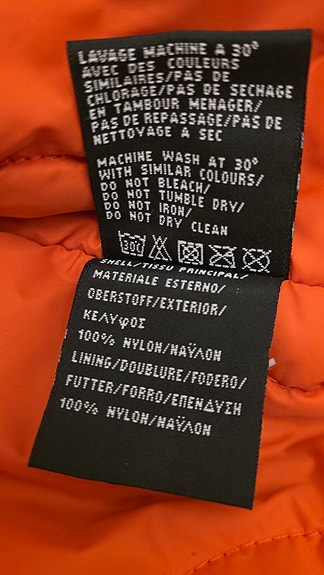 LAVAGE MACHINE A 30°
AVEC DES COULEURS
SIMILAIRES/PAS DE
CHLORAGE/PAS DE SECHAGE
EN TAMBOUR MENAGER/
PAS DE REPASSAGE/PAS DE
NETTOYAGE A SEC
MACHINE WASH AT 30°
WITH SIMILAR COLOURS/
DO NOT BLEACH/
DO NOT TUMBLE DRY/
DO NOT IRON/
DO NOT DRY CLEAN
30°
SHELL/TISSU PRINCIPAL/
MATERIALE ESTERNO/
OBERSTOFF/EXTERIOR/
ΚΕΛΥφΟΣ
100% NYLON/NAΫΛON
LINING/DOUBLURE/FODERO/
FUTTER/FORRO/ΕΠΕΝΔΥΣΗ
100% NYLON/NAΫΛON